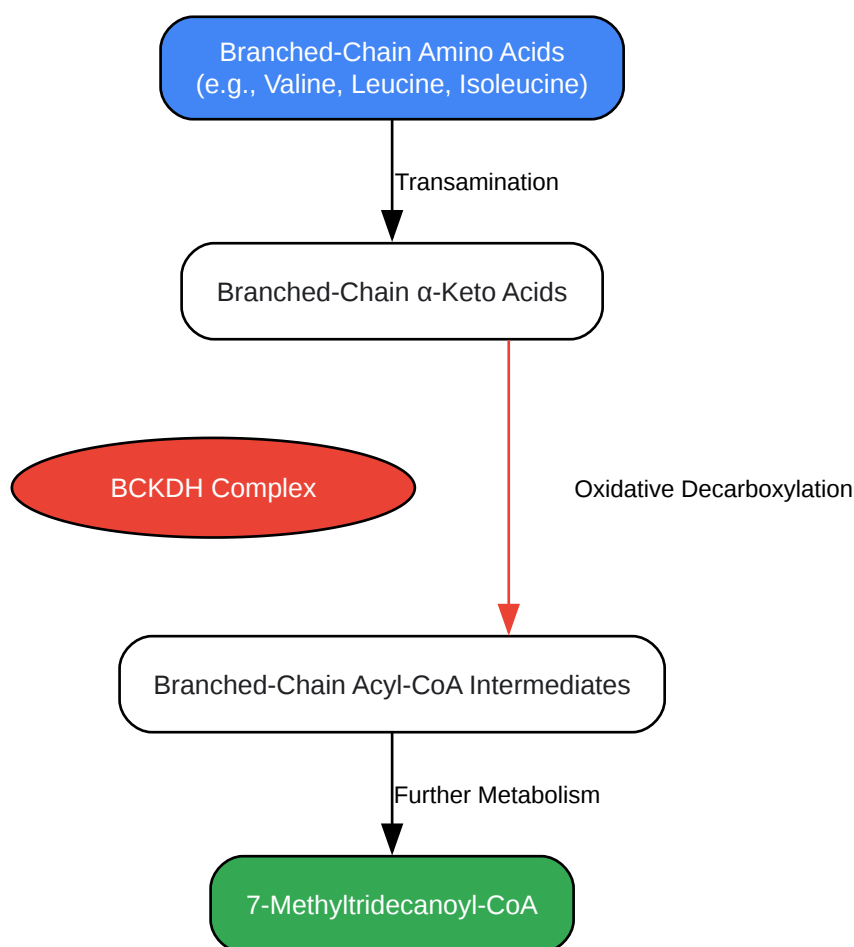 Branched-Chain Amino Acids
(e.g., Valine, Leucine, Isoleucine)
Transamination
Branched-Chain α-Keto Acids
BCKDH Complex
Oxidative Decarboxylation
Branched-Chain Acyl-CoA Intermediates
Further Metabolism
7-Methyltridecanoyl-CoA